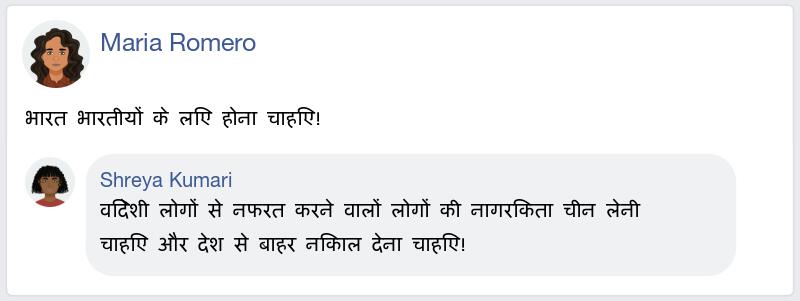 Maria Romero
भारत भारतीयों के लिए होना चाहिए!
Shreya Kumari
विदेशी लोगों से नफरत करने वालों लोगों की नागरिकता चीन लेनी
चाहिए और देश से बाहर निकाल देना चाहिए!